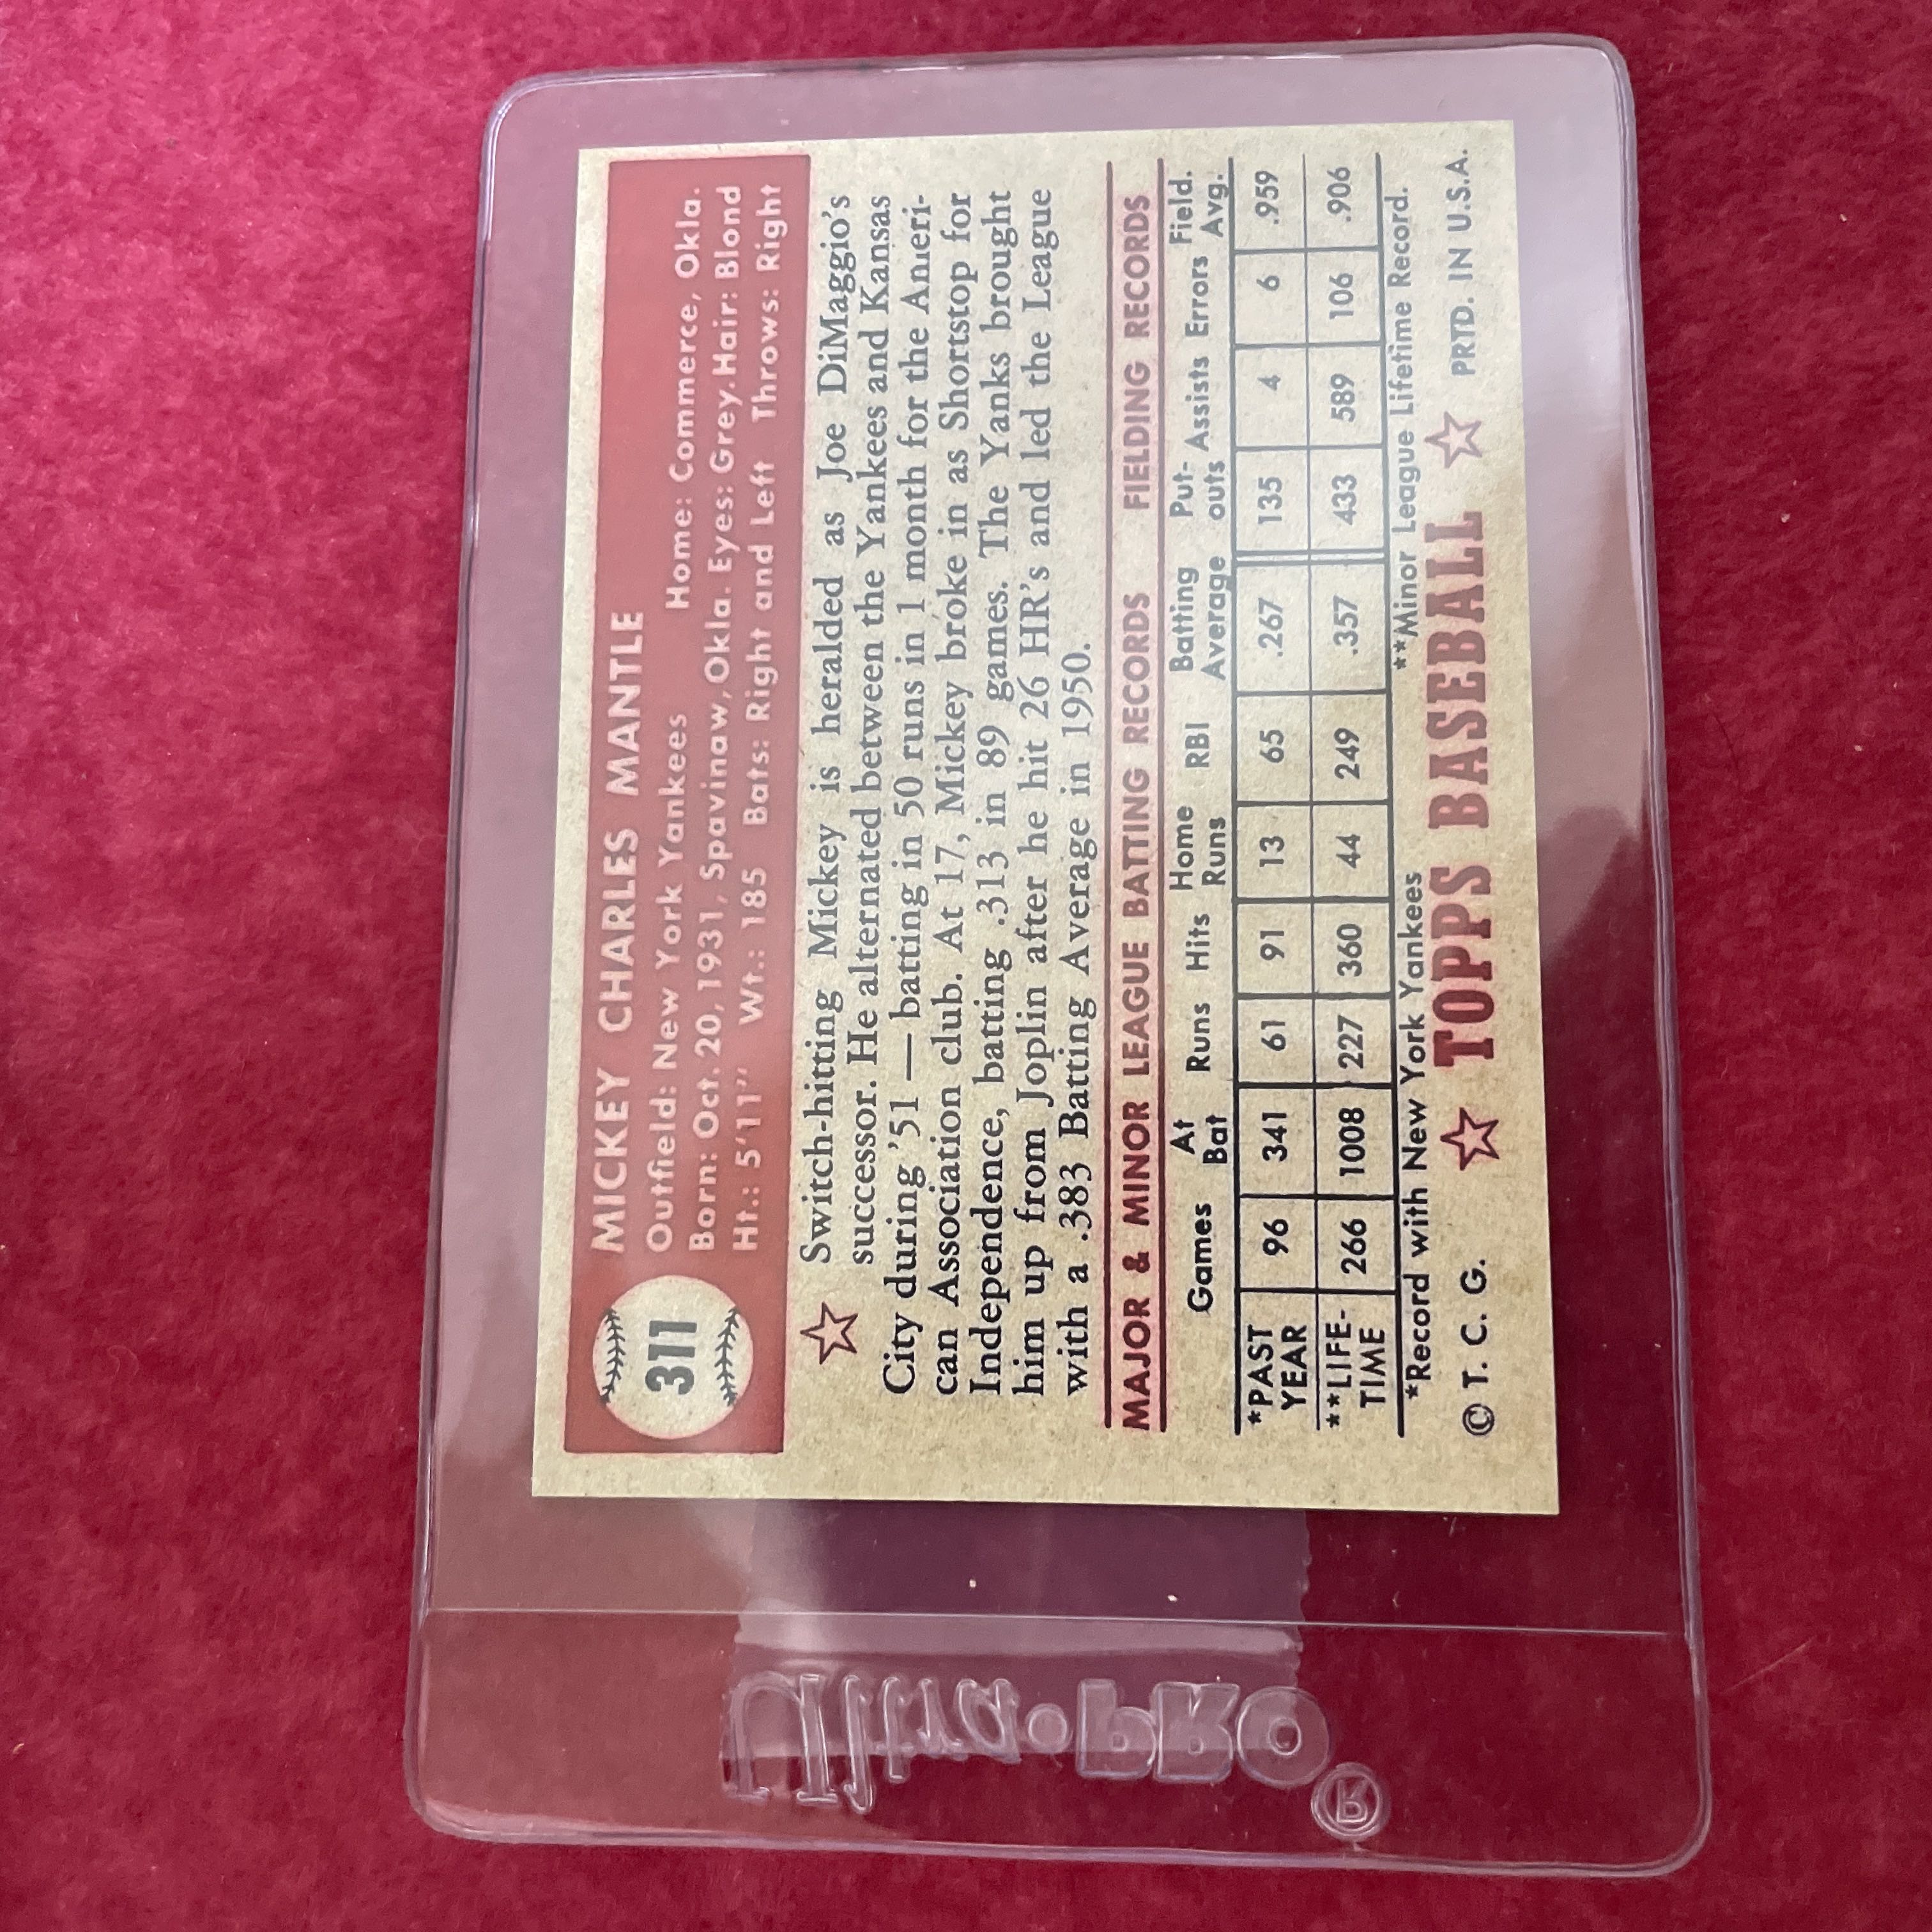 311
MICKEY CHARLES MANTLE
Outfield: New York Yankees Home: Commerce, Okla.
Born: Oct. 20, 1931, Spavinaw, Okla. Eyes: Grey. Hair: Blond
Ht.: 5'11" Wt.: 185 Bats: Right and Left Throws: Right
Switch-hitting Mickey is heralded as Joe DiMaggio's
successor. He alternated between the Yankees and Kansas
City during '51 — batting in 50 runs in 1 month for the Ameri-
can Association club. At 17, Mickey broke in as Shortstop for
Independence, batting .313 in 89 games. The Yanks brought
him up from Joplin after he hit 26 HR's and led the League
with a .383 Batting Average in 1950.
MAJOR & MINOR LEAGUE BATTING RECORDS FIELDING RECORDS
Games At Bat Runs Hits Home Runs RBI Batting Average Put-outs Assists Errors Field. Avg.
*PAST YEAR 96 341 61 91 13 65 .267 135 4 6 .959
**LIFE-TIME 266 1008 227 360 44 249 .357 433 589 106 .906
*Record with New York Yankees **Minor League Lifetime Record.
© T. C. G. TOPPS BASEBALL PRTD. IN U.S.A.
Ultra·PRO®